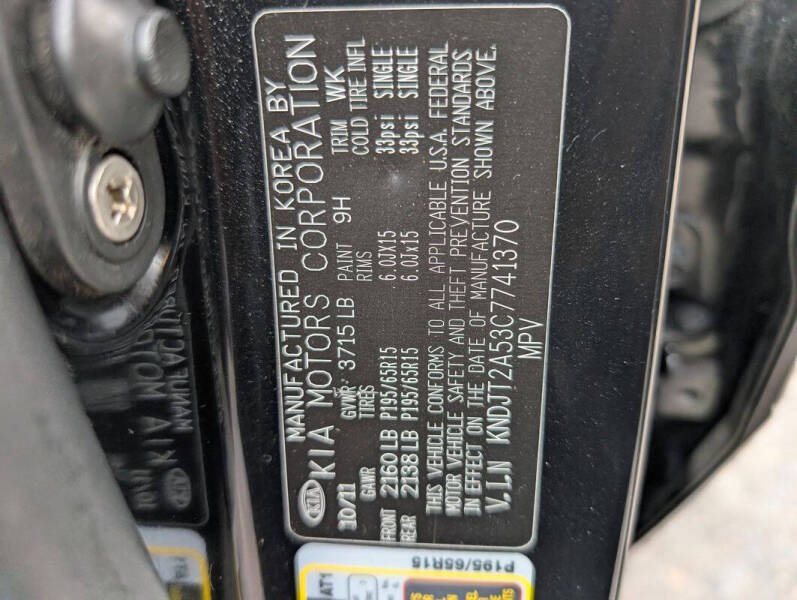 KIA
MANUFACTURED IN KOREA BY
KIA MOTORS CORPORATION
10/11 GVWR: 3715 LB PAINT 9H TRIM WK
GAWR TIRES RIMS COLD TIRE INFL
FRONT 2160 LB P195/65R15 6.0Jx15 33psi SINGLE
REAR 2138 LB P195/65R15 6.0Jx15 33psi SINGLE
THIS VEHICLE CONFORMS TO ALL APPLICABLE U.S.A. FEDERAL
MOTOR VEHICLE SAFETY AND THEFT PREVENTION STANDARDS
IN EFFECT ON THE DATE OF MANUFACTURE SHOWN ABOVE.
V.I.N KNDJT2A53C7741370
MPV
P195/65R15